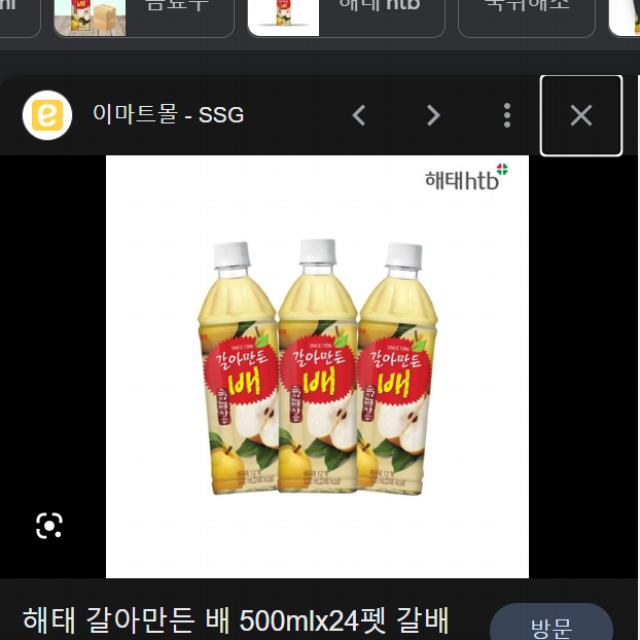 음료수
해태 htb
숙취해소
이마트몰 - SSG
해태htb
SINCE 1996
갈아만든
배
SINCE 1996
갈아만든
배
SINCE 1996
갈아만든
배
해태 갈아만든 배 500mlx24펫 갈배
방문